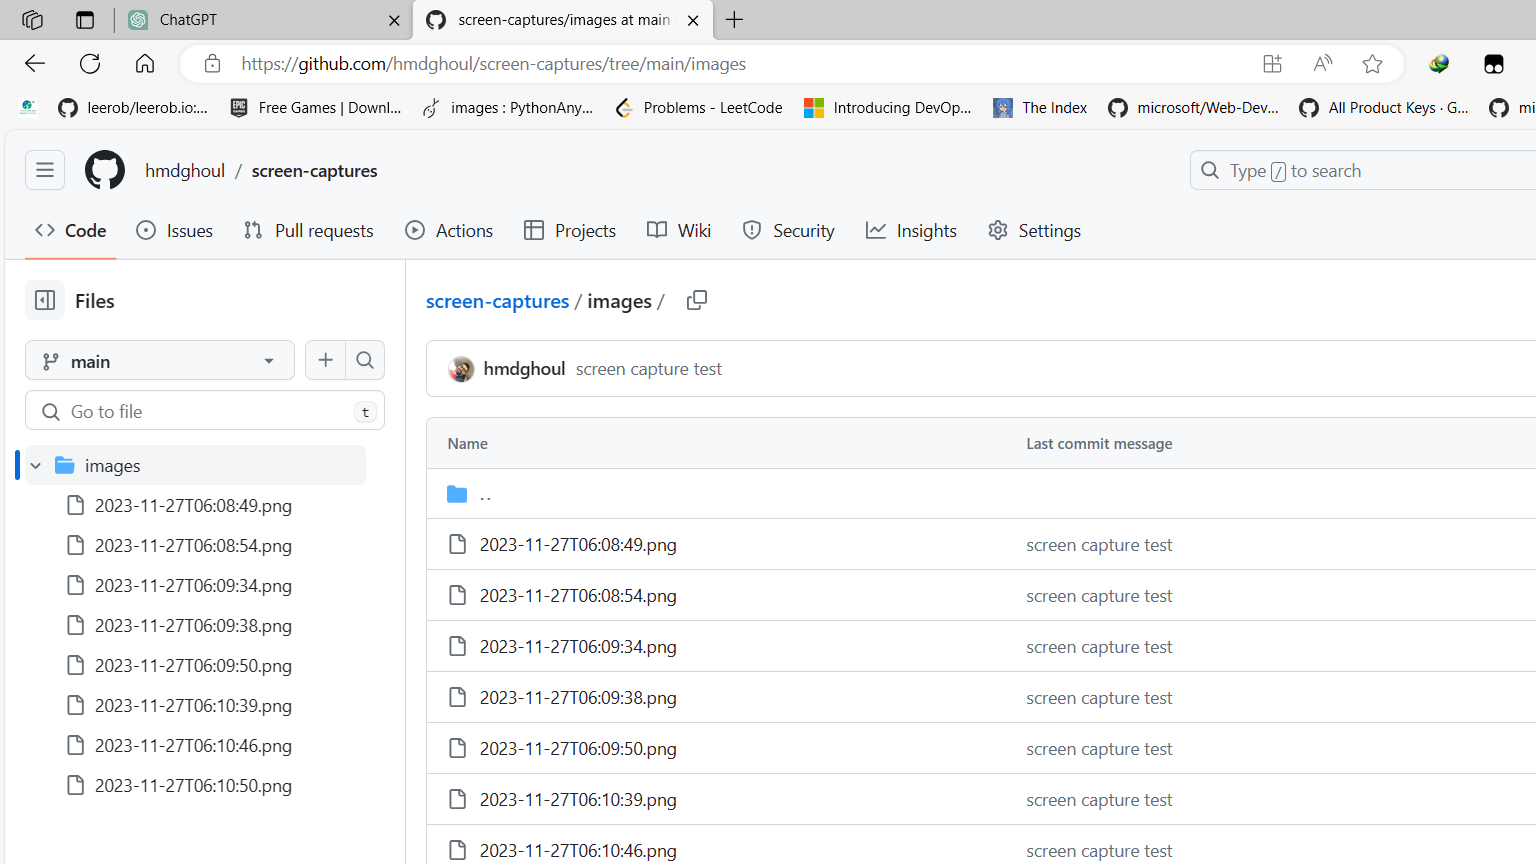 ChatGPT
screen-captures/images at main
https://github.com/hmdghoul/screen-captures/tree/main/images
leerob/leerob.io:...
EPIC GAMES
Free Games | Downl...
images : PythonAny...
Problems - LeetCode
Introducing DevOp...
The Index
microsoft/Web-Dev...
All Product Keys · G...
mi
hmdghoul / screen-captures
Type / to search
Code
Issues
Pull requests
Actions
Projects
Wiki
Security
Insights
Settings
Files
main
Go to file
t
images
2023-11-27T06:08:49.png
2023-11-27T06:08:54.png
2023-11-27T06:09:34.png
2023-11-27T06:09:38.png
2023-11-27T06:09:50.png
2023-11-27T06:10:39.png
2023-11-27T06:10:46.png
2023-11-27T06:10:50.png
screen-captures / images /
hmdghoul screen capture test
Name Last commit message
..
2023-11-27T06:08:49.png screen capture test
2023-11-27T06:08:54.png screen capture test
2023-11-27T06:09:34.png screen capture test
2023-11-27T06:09:38.png screen capture test
2023-11-27T06:09:50.png screen capture test
2023-11-27T06:10:39.png screen capture test
2023-11-27T06:10:46.png screen capture test